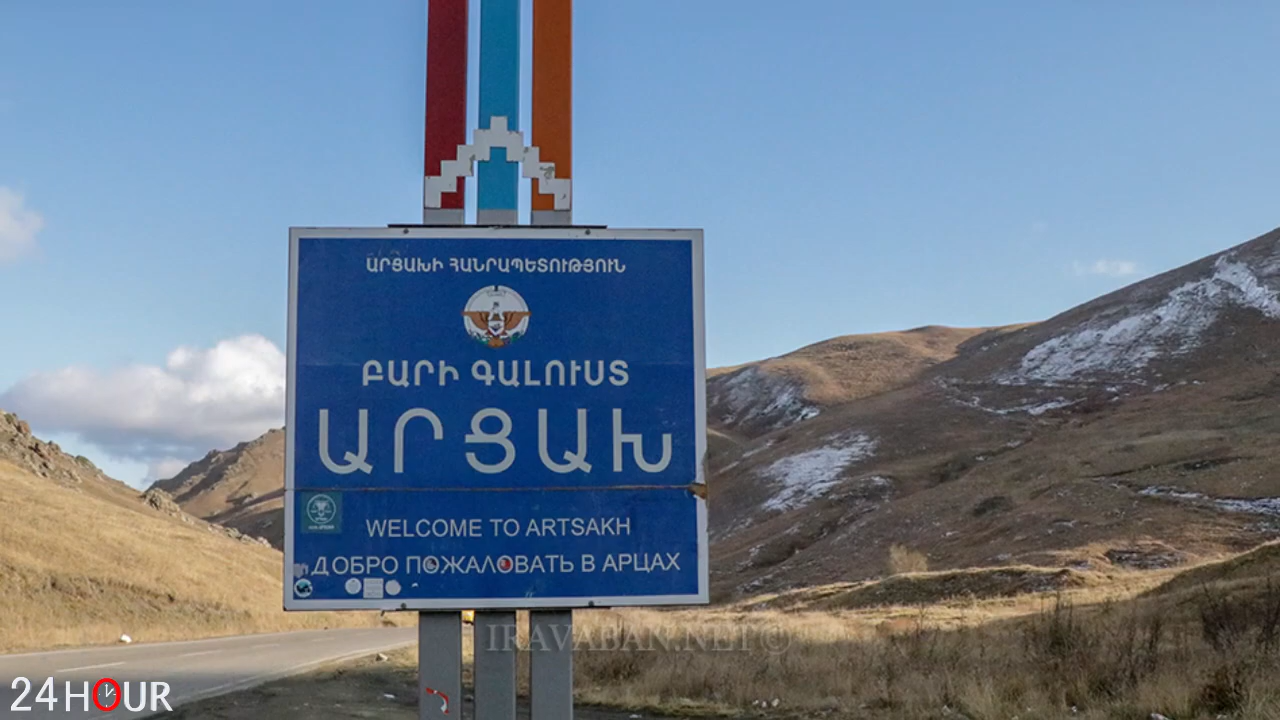 ԱՐՑԱԽԻ ՀԱՆՐԱՊԵՏՈՒԹՅՈՒՆ
ԲԱՐԻ ԳԱԼՈՒՍՏ
ԱՐՑԱԽ
WELCOME TO ARTSAKH
ДОБРО ПОЖАЛОВАТЬ В АРЦАХ
IRAVABAN.NET©
24HOUR